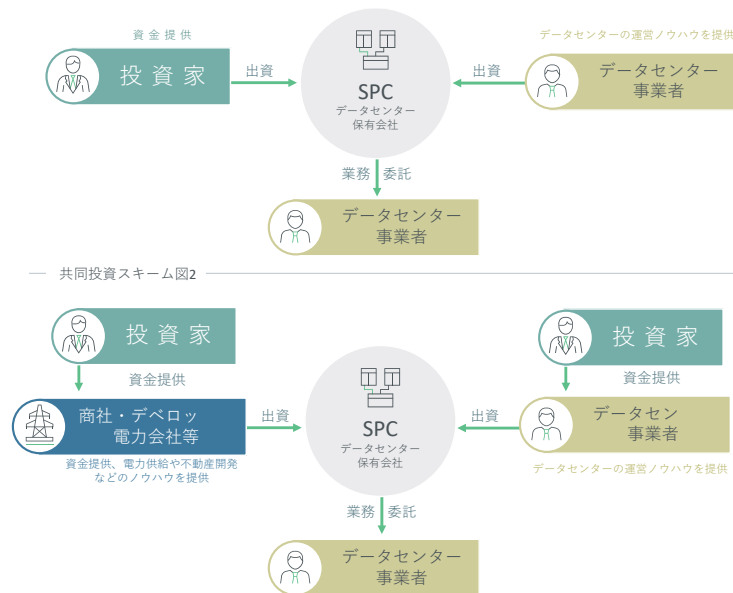 資金提供
データセンターの運営ノウハウを提供
投資家
出資
SPC
データセンター
保有会社
出資
データセンター
事業者
業務 委託
データセンター
事業者
共同投資スキーム図2
投資家
投資家
資金提供
資金提供
商社・デベロッ
電力会社等
出資
SPC
データセンター
保有会社
出資
データセン
事業者
資金提供、電力供給や不動産開発
などのノウハウを提供
データセンターの運営ノウハウを提供
業務 委託
データセンター
事業者